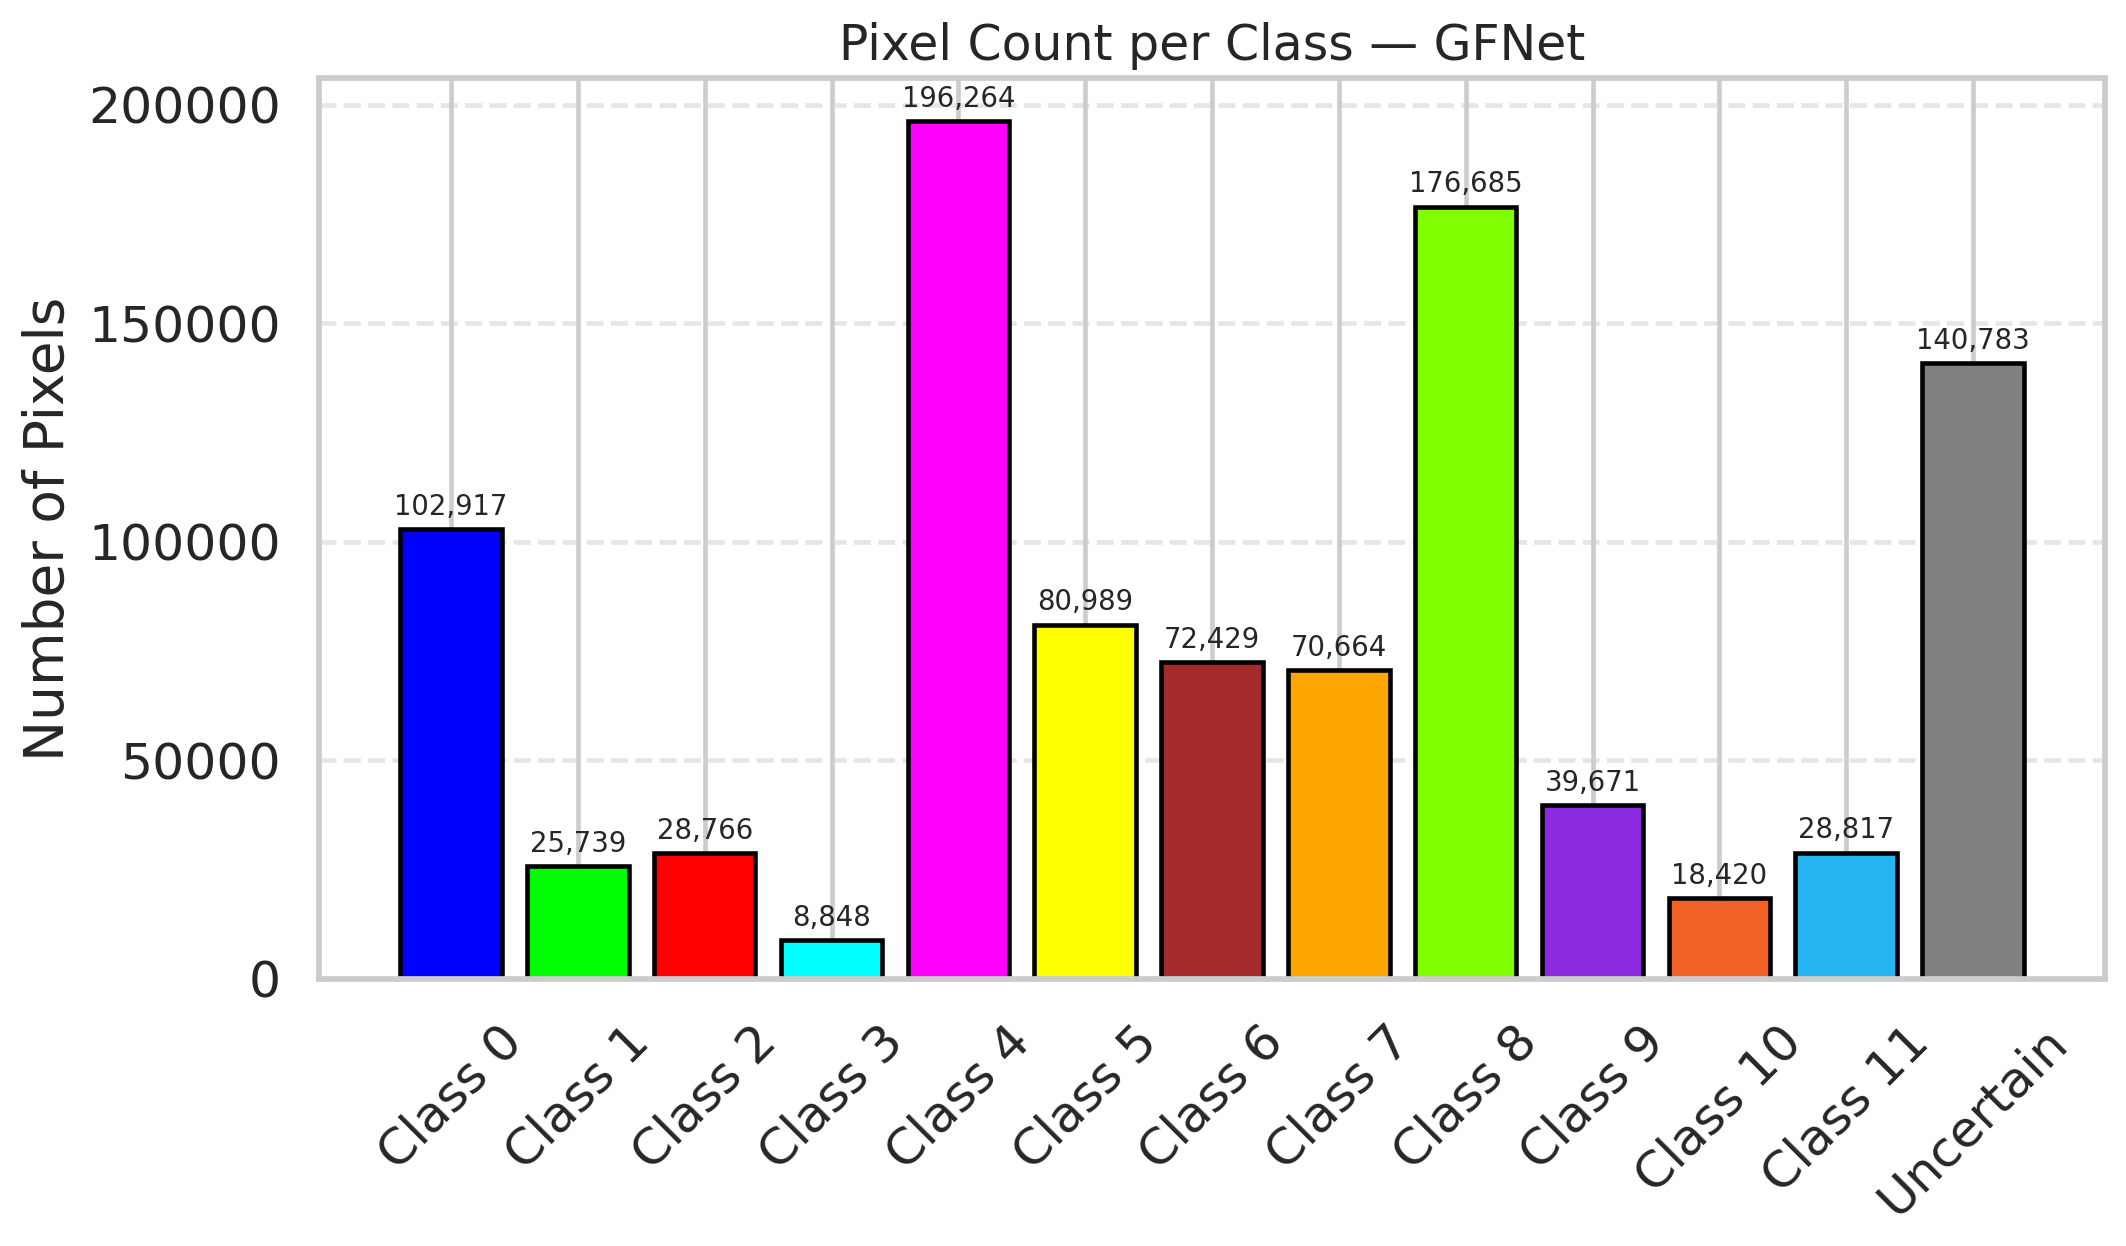 Pixel Count per Class — GFNet
Number of Pixels
200000
150000
100000
50000
0
102,917
25,739
28,766
8,848
196,264
80,989
72,429
70,664
176,685
39,671
18,420
28,817
140,783
Class 0
Class 1
Class 2
Class 3
Class 4
Class 5
Class 6
Class 7
Class 8
Class 9
Class 10
Class 11
Uncertain